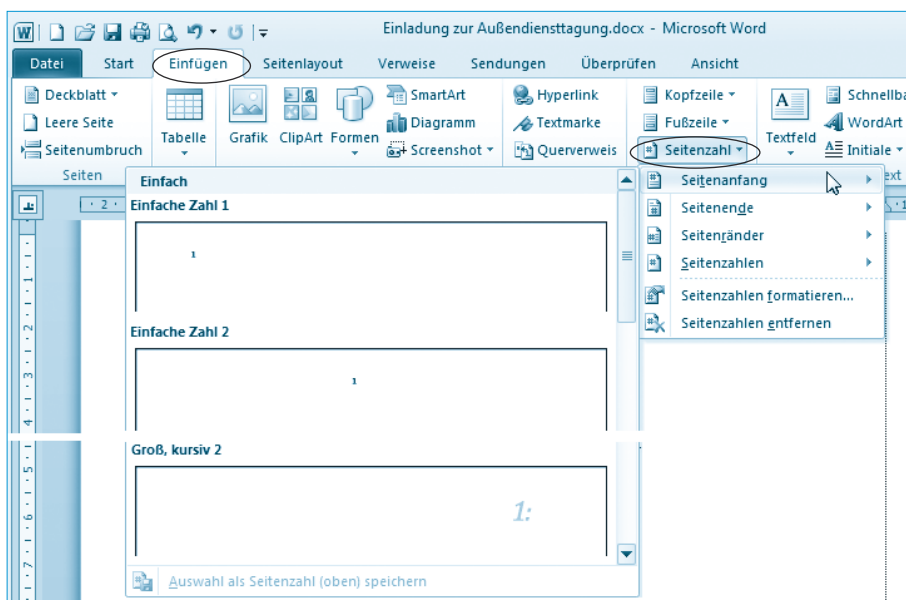 Einladung zur Außendiensttagung.docx - Microsoft Word
Datei Start Einfügen Seitenlayout Verweise Sendungen Überprüfen Ansicht
Deckblatt
Leere Seite
Seitenumbruch
Seiten
Tabelle
Grafik ClipArt Formen
SmartArt
Diagramm
Screenshot
Hyperlink
Textmarke
Querverweis
Kopfzeile
Fußzeile
Seitenzahl
Textfeld
Schnellba
WordArt
Initiale
ext
Seitenanfang
Seitenende
Seitenränder
Seitenzahlen
Seitenzahlen formatieren...
Seitenzahlen entfernen
Einfach
Einfache Zahl 1
1
Einfache Zahl 2
1
Groß, kursiv 2
1:
Auswahl als Seitenzahl (oben) speichern